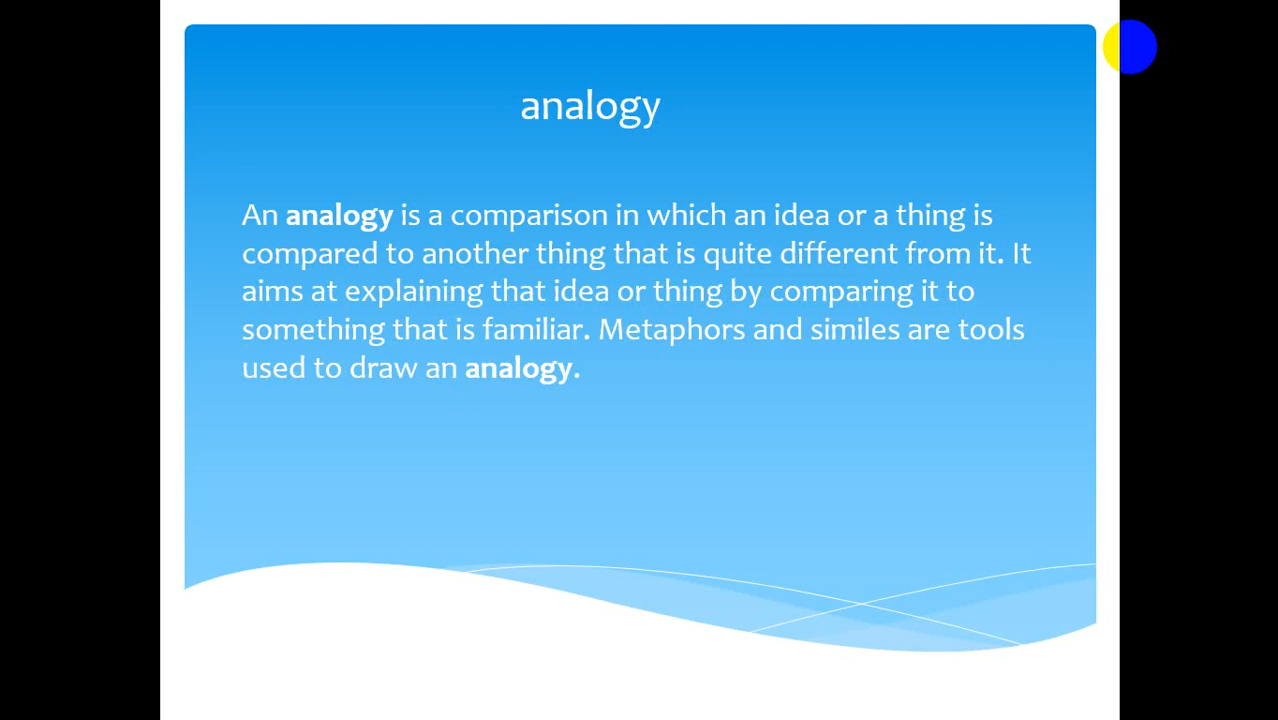 analogy
An analogy is a comparison in which an idea or a thing is
compared to another thing that is quite different from it. It
aims at explaining that idea or thing by comparing it to
something that is familiar. Metaphors and similes are tools
used to draw an analogy.